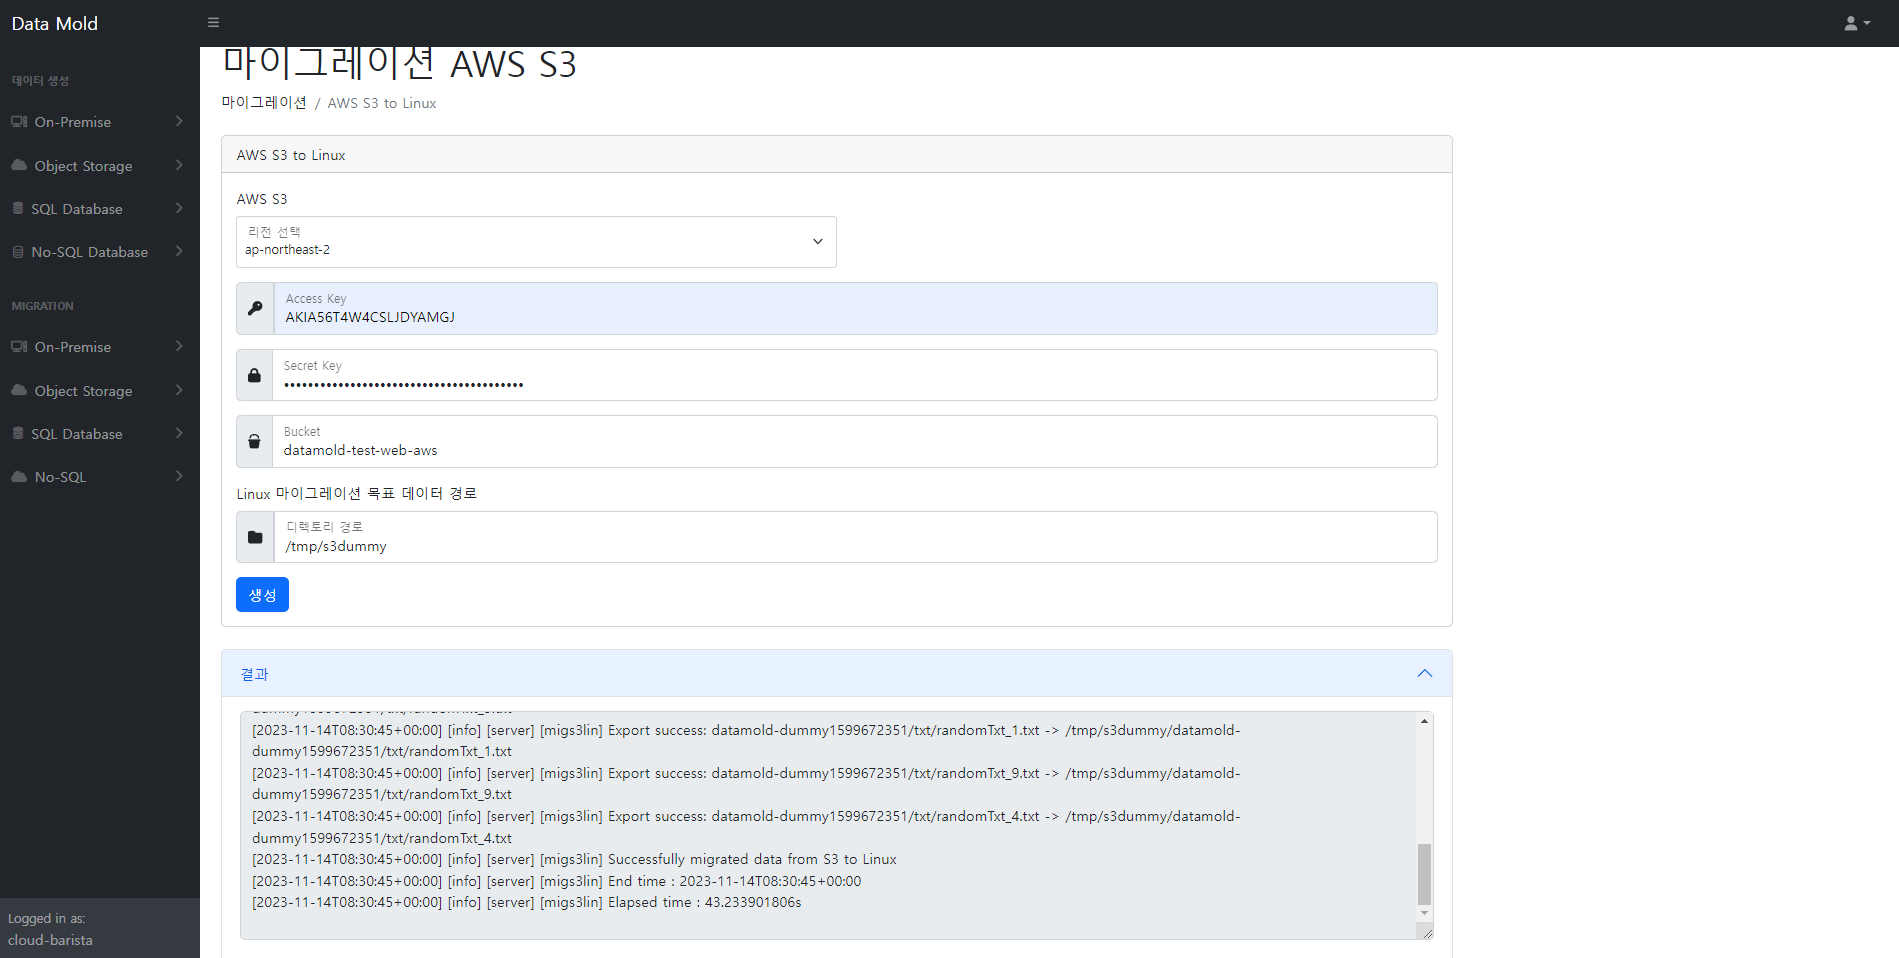 Data Mold
데이터 생성
On-Premise
Object Storage
SQL Database
No-SQL Database
MIGRATION
On-Premise
Object Storage
SQL Database
No-SQL
Logged in as:
cloud-barista
마이그레이션 AWS S3
마이그레이션 / AWS S3 to Linux
AWS S3 to Linux
AWS S3
리전 선택
ap-northeast-2
Access Key
AKIA56T4W4CSLJDYAMGJ
Secret Key
Bucket
datamold-test-web-aws
Linux 마이그레이션 목표 데이터 경로
디렉토리 경로
/tmp/s3dummy
생성
결과
[2023-11-14T08:30:45+00:00] [info] [server] [migs3lin] Export success: datamold-dummy1599672351/txt/randomTxt_1.txt -> /tmp/s3dummy/datamold-
dummy1599672351/txt/randomTxt_1.txt
[2023-11-14T08:30:45+00:00] [info] [server] [migs3lin] Export success: datamold-dummy1599672351/txt/randomTxt_9.txt -> /tmp/s3dummy/datamold-
dummy1599672351/txt/randomTxt_9.txt
[2023-11-14T08:30:45+00:00] [info] [server] [migs3lin] Export success: datamold-dummy1599672351/txt/randomTxt_4.txt -> /tmp/s3dummy/datamold-
dummy1599672351/txt/randomTxt_4.txt
[2023-11-14T08:30:45+00:00] [info] [server] [migs3lin] Successfully migrated data from S3 to Linux
[2023-11-14T08:30:45+00:00] [info] [server] [migs3lin] End time : 2023-11-14T08:30:45+00:00
[2023-11-14T08:30:45+00:00] [info] [server] [migs3lin] Elapsed time : 43.233901806s